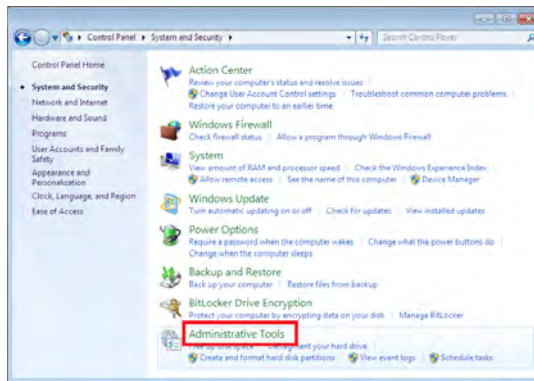 Control Panel ▸ System and Security ▸
Search Control Panel
Control Panel Home
System and Security
Network and Internet
Hardware and Sound
Programs
User Accounts and Family
Safety
Appearance and
Personalization
Clock, Language, and Region
Ease of Access
Action Center
Review your computer's status and resolve issues
Change User Account Control settings
Troubleshoot common computer problems
Restore your computer to an earlier time
Windows Firewall
Check firewall status
Allow a program through Windows Firewall
System
View amount of RAM and processor speed
Check the Windows Experience Index
Allow remote access
See the name of this computer
Device Manager
Windows Update
Turn automatic updating on or off
Check for updates
View installed updates
Power Options
Require a password when the computer wakes
Change what the power buttons do
Change when the computer sleeps
Backup and Restore
Back up your computer
Restore files from backup
BitLocker Drive Encryption
Protect your computer by encrypting data on your disk
Manage BitLocker
Administrative Tools
Free up disk space
Defragment your hard drive
Create and format hard disk partitions
View event logs
Schedule tasks